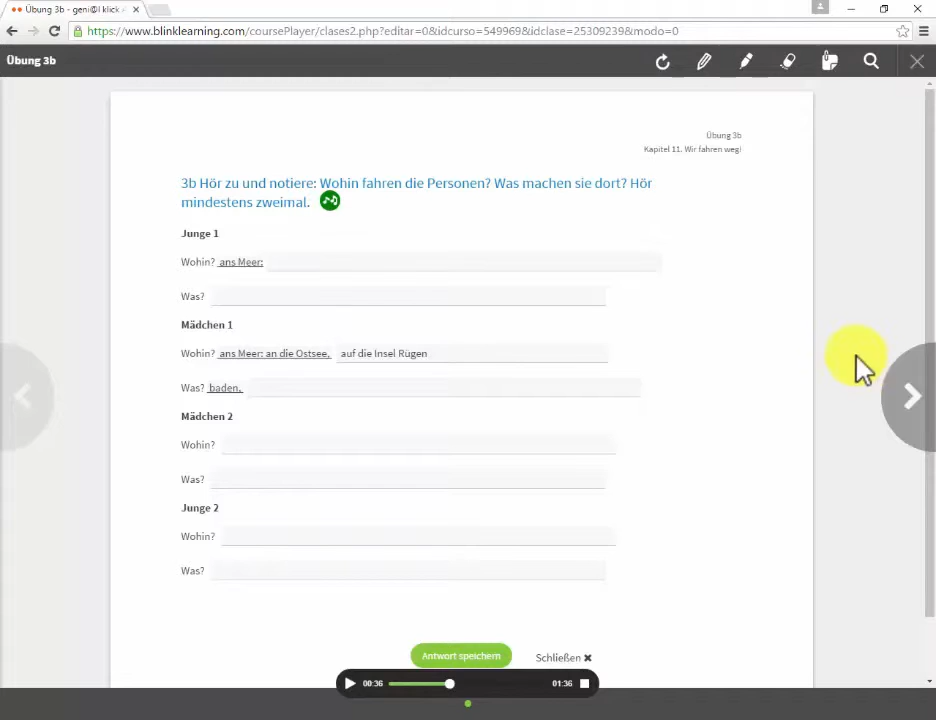 Übung 3b - geni@l klick
https://www.blinklearning.com/coursePlayer/clases2.php?editar=0&idcurso=549969&idclase=25309239&modo=0
Übung 3b
Übung 3b
Kapitel 11. Wir fahren weg!
3b Hör zu und notiere: Wohin fahren die Personen? Was machen sie dort? Hör
mindestens zweimal.
Junge 1
Wohin? ans Meer:
Was?
Mädchen 1
Wohin? ans Meer: an die Ostsee, auf die Insel Rügen
Was? baden,
Mädchen 2
Wohin?
Was?
Junge 2
Wohin?
Was?
Antwort speichern Schließen
00:36 01:36